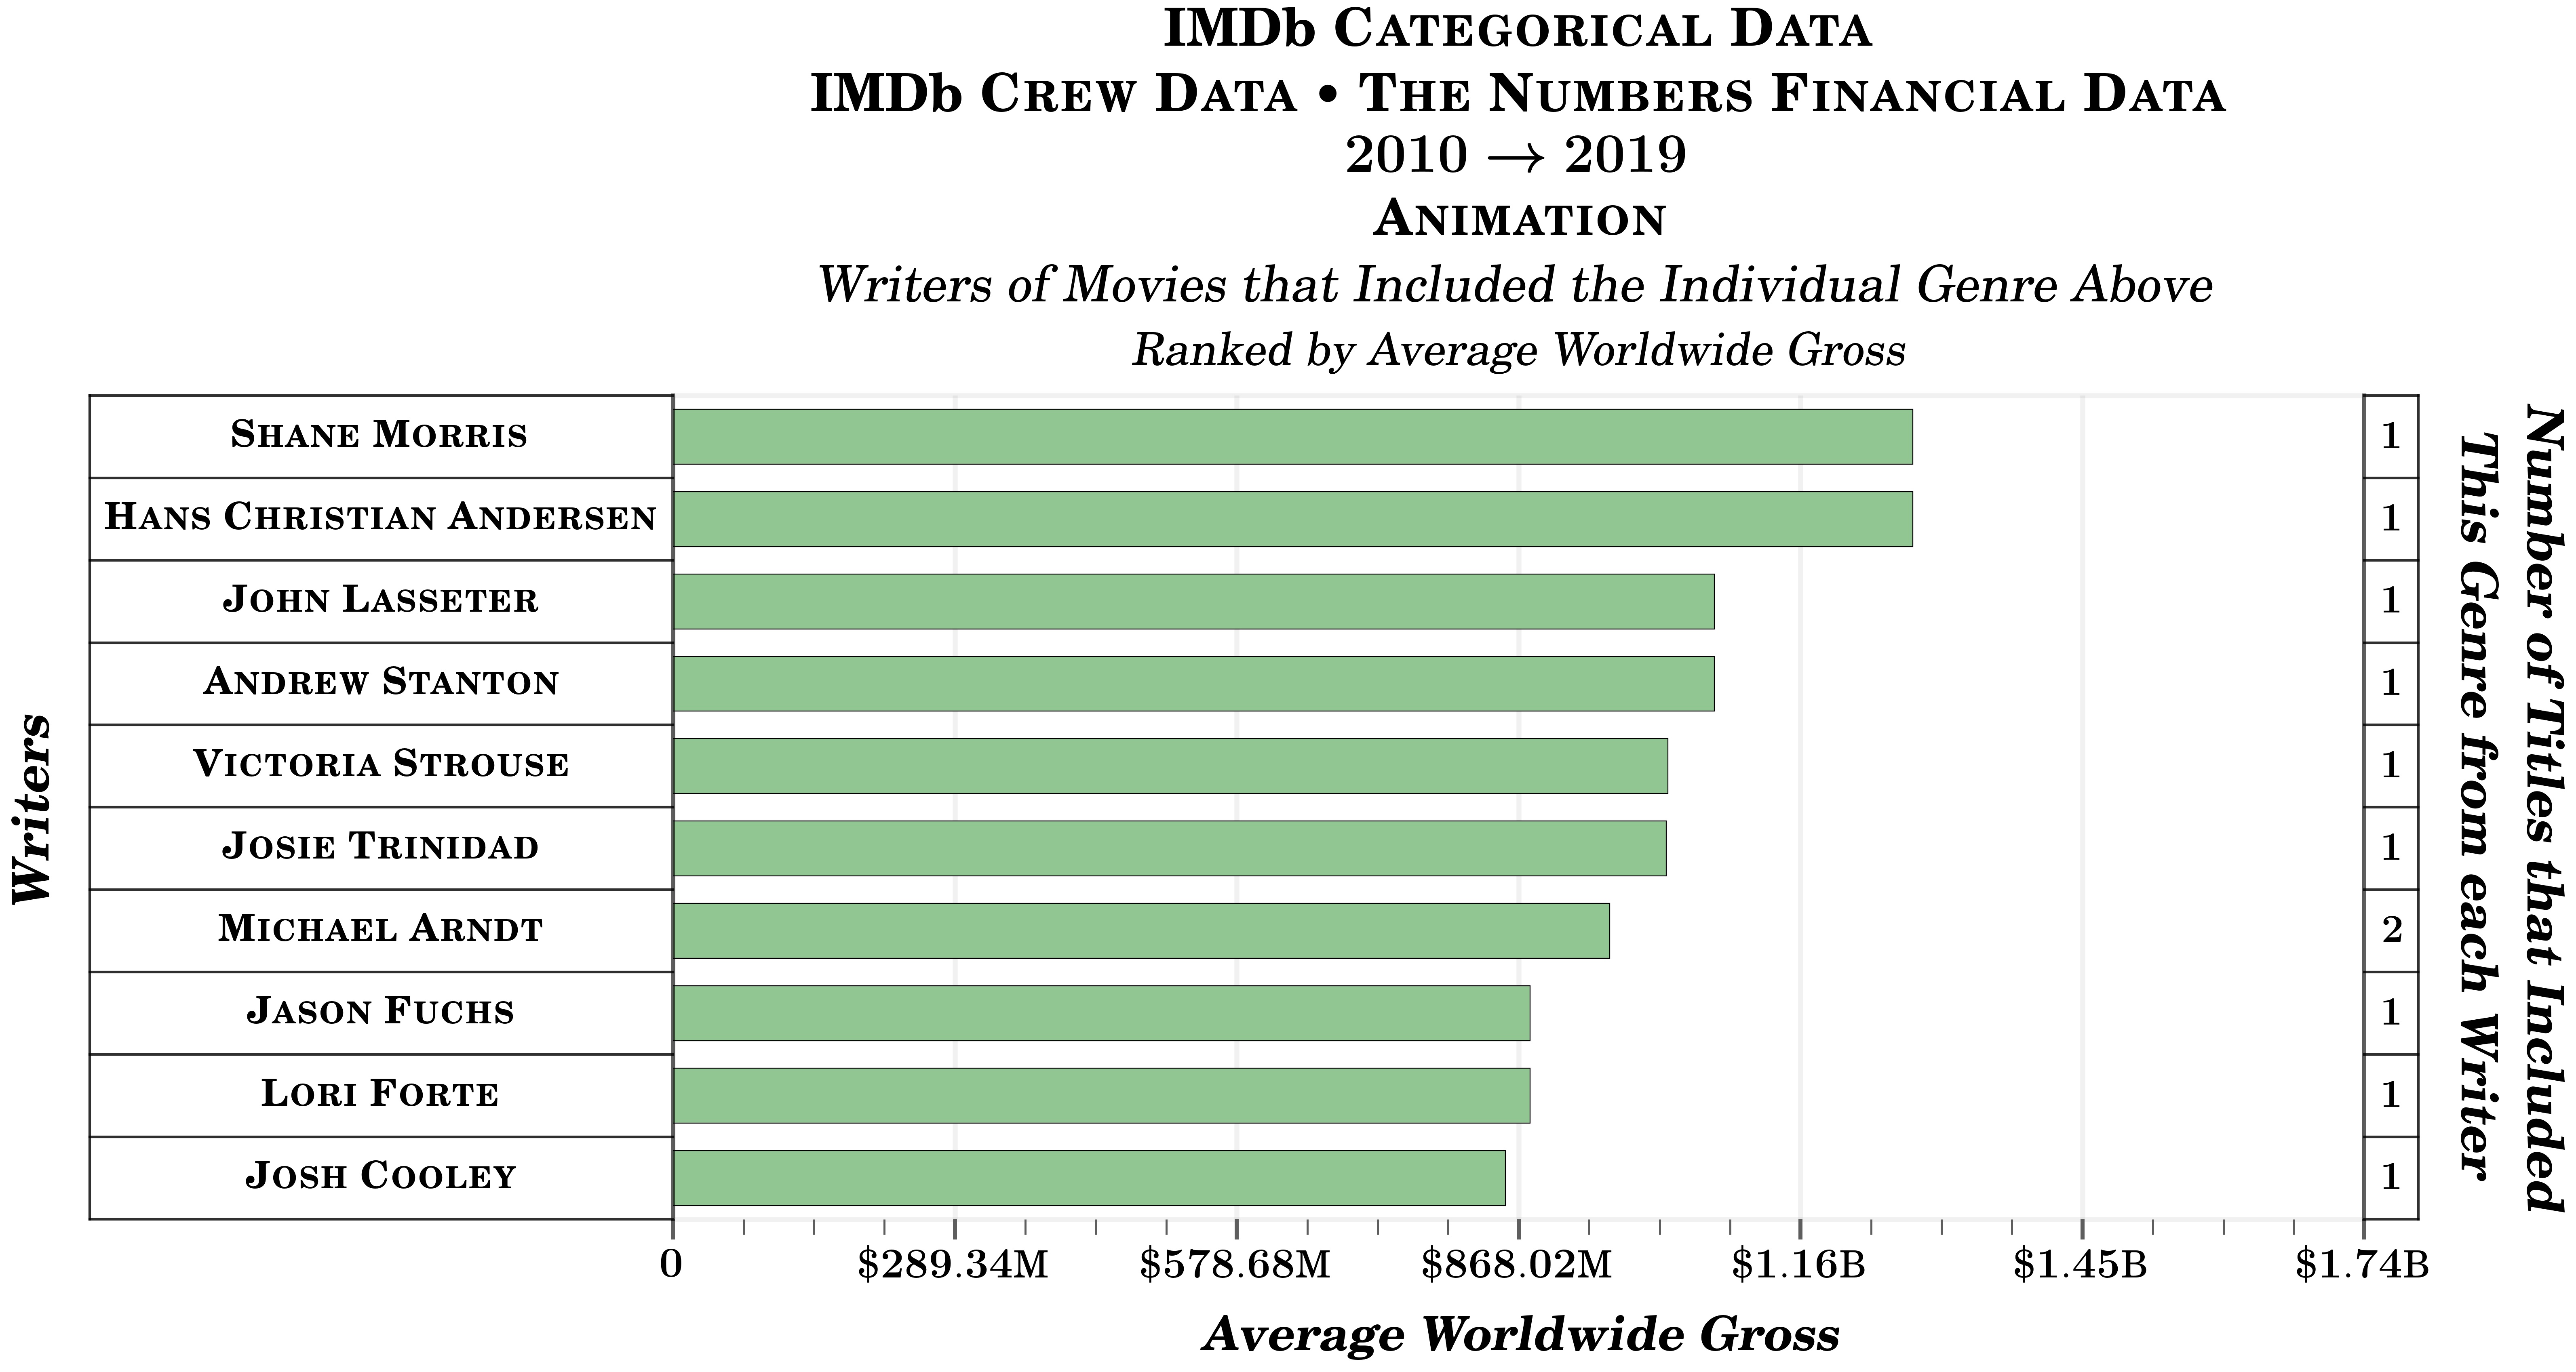 IMDb Categorical Data
IMDb Crew Data • The Numbers Financial Data
2010 → 2019
Animation
Writers of Movies that Included the Individual Genre Above
Ranked by Average Worldwide Gross
Writers
Shane Morris 1
Hans Christian Andersen 1
John Lasseter 1
Andrew Stanton 1
Victoria Strouse 1
Josie Trinidad 1
Michael Arndt 2
Jason Fuchs 1
Lori Forte 1
Josh Cooley 1
Number of Titles that Included
This Genre from each Writer
0 $289.34M $578.68M $868.02M $1.16B $1.45B $1.74B
Average Worldwide Gross